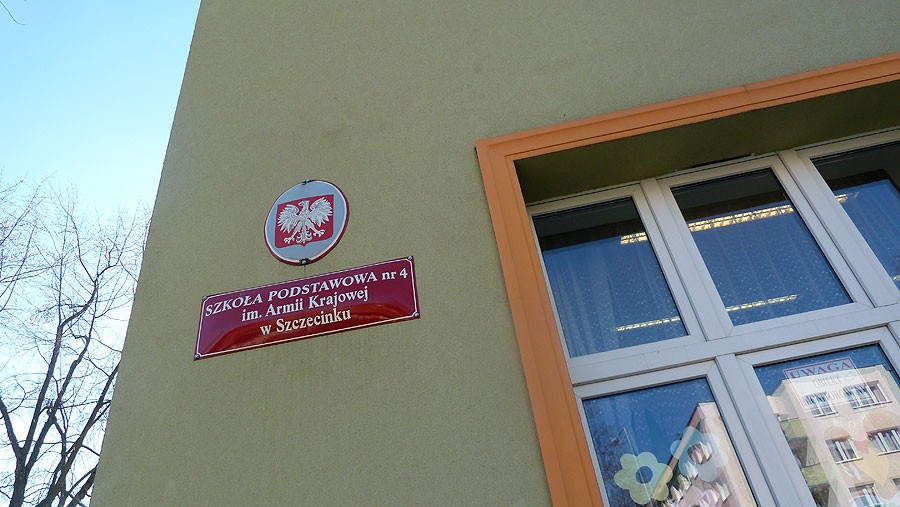 SZKOŁA PODSTAWOWA nr 4
im. Armii Krajowej
w Szczecinku
UWAGA